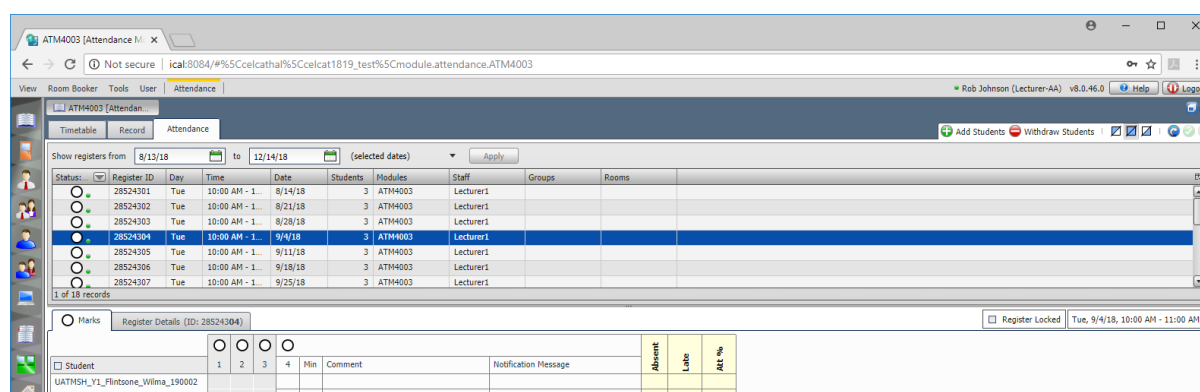 ATM4003 [Attendance M
Not secure | ical:8084/#%5Ccelcathal%5Ccelcat1819_test%5Cmodule.attendance.ATM4003
View Room Booker Tools User Attendance Rob Johnson (Lecturer-AA) v8.0.46.0 Help Logo
ATM4003 [Attendan...
Timetable Record Attendance Add Students Withdraw Students
Show registers from 8/13/18 to 12/14/18 (selected dates) Apply
Status:... Register ID Day Time Date Students Modules Staff Groups Rooms
28524301 Tue 10:00 AM - 1... 8/14/18 3 ATM4003 Lecturer1
28524302 Tue 10:00 AM - 1... 8/21/18 3 ATM4003 Lecturer1
28524303 Tue 10:00 AM - 1... 8/28/18 3 ATM4003 Lecturer1
28524304 Tue 10:00 AM - 1... 9/4/18 3 ATM4003 Lecturer1
28524305 Tue 10:00 AM - 1... 9/11/18 3 ATM4003 Lecturer1
28524306 Tue 10:00 AM - 1... 9/18/18 3 ATM4003 Lecturer1
28524307 Tue 10:00 AM - 1... 9/25/18 3 ATM4003 Lecturer1
1 of 18 records
Marks Register Details (ID: 28524304) Register Locked Tue, 9/4/18, 10:00 AM - 11:00 AM
Student 1 2 3 4 Min Comment Notification Message Absent Late Att %
UATMSH_Y1_Flintsone_Wilma_190002